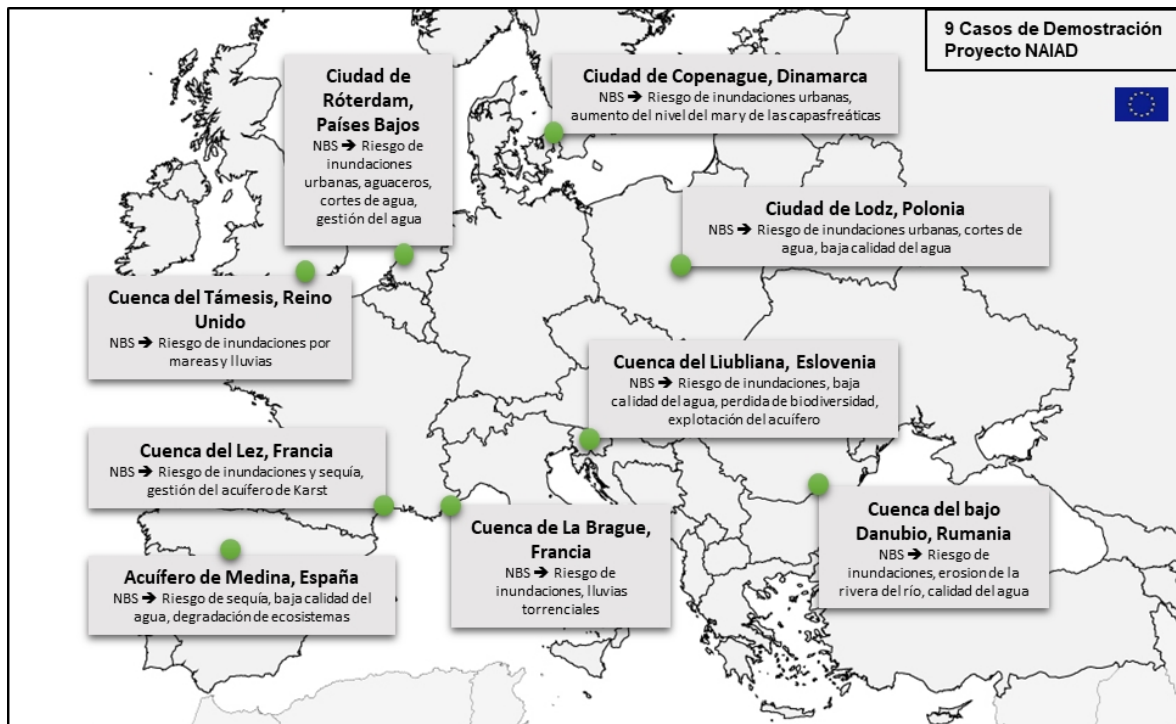 9 Casos de Demostración
Proyecto NAIAD
Ciudad de
Róterdam,
Países Bajos
NBS ➔ Riesgo de
inundaciones
urbanas, aguaceros,
cortes de agua,
gestión del agua
Ciudad de Copenague, Dinamarca
NBS ➔ Riesgo de inundaciones urbanas,
aumento del nivel del mar y de las capasfreáticas
Ciudad de Lodz, Polonia
NBS ➔ Riesgo de inundaciones urbanas, cortes de
agua, baja calidad del agua
Cuenca del Támesis, Reino
Unido
NBS ➔ Riesgo de inundaciones por
mareas y lluvias
Cuenca del Liubliana, Eslovenia
NBS ➔ Riesgo de inundaciones, baja
calidad del agua, perdida de biodiversidad,
explotación del acuífero
Cuenca del Lez, Francia
NBS ➔ Riesgo de inundaciones y sequía,
gestión del acuífero de Karst
Cuenca de La Brague,
Francia
NBS ➔ Riesgo de
inundaciones, lluvias
torrenciales
Cuenca del bajo
Danubio, Rumania
NBS ➔ Riesgo de
inundaciones, erosion de la
rivera del río, calidad del agua
Acuífero de Medina, España
NBS ➔ Riesgo de sequía, baja calidad del
agua, degradación de ecosistemas